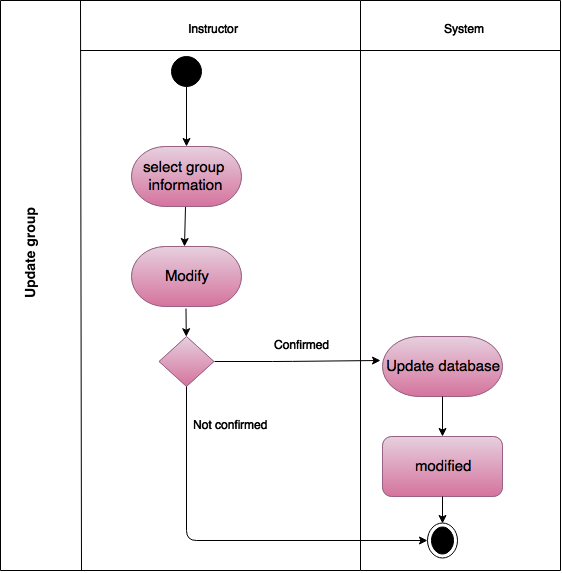 Instructor
System
Update group
select group
information
Modify
Confirmed
Update database
Not confirmed
modified